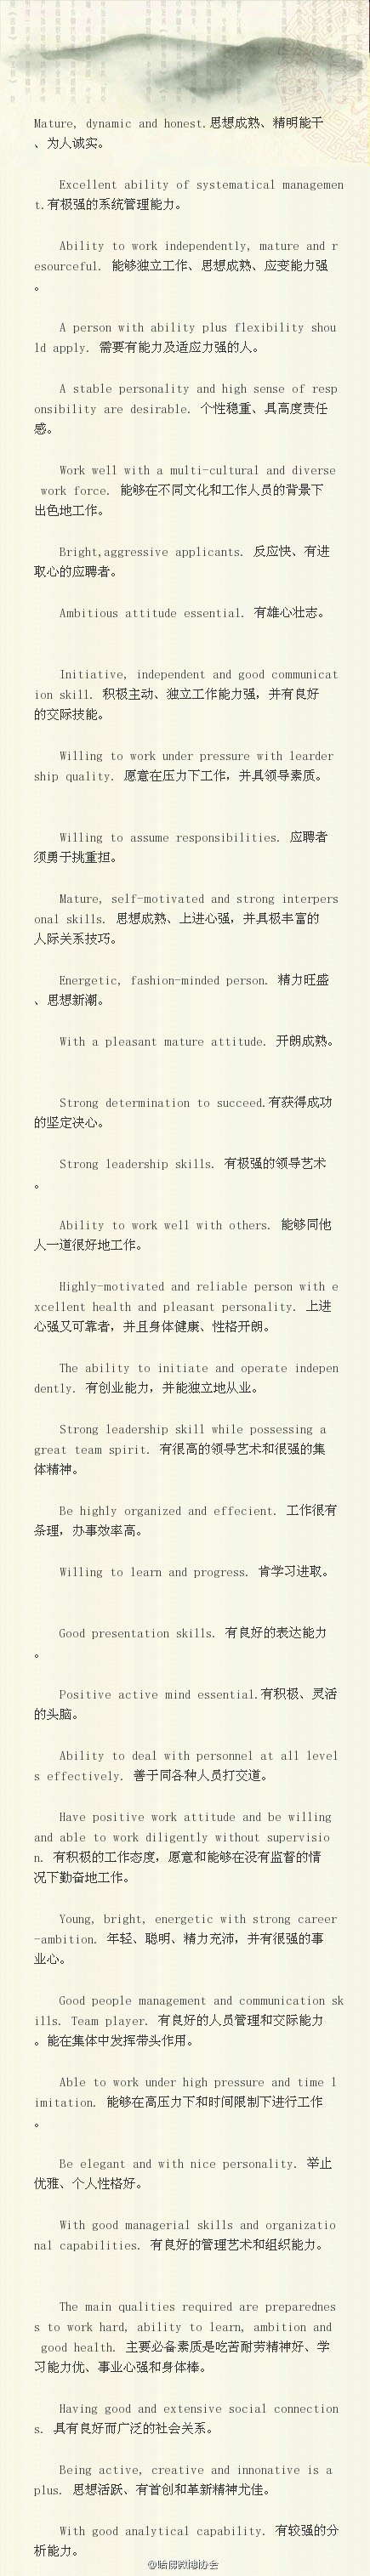 Mature, dynamic and honest.思想成熟、精明能干
、为人诚实。
Excellent ability of systematical managemen
t.有极强的系统管理能力。
Ability to work independently, mature and r
esourceful. 能够独立工作、思想成熟、应变能力强
。
A person with ability plus flexibility shou
ld apply. 需要有能力及适应力强的人。
A stable personality and high sense of resp
onsibility are desirable. 个性稳重、具高度责任
感。
Work well with a multi-cultural and diverse
work force. 能够在不同文化和工作人员的背景下
出色地工作。
Bright,aggressive applicants. 反应快、有进
取心的应聘者。
Ambitious attitude essential. 有雄心壮志。
Initiative, independent and good communicat
ion skill. 积极主动、独立工作能力强，并有良好
的交际技能。
Willing to work under pressure with learder
ship quality. 愿意在压力下工作，并具领导素质。
Willing to assume responsibilities. 应聘者
须勇于挑重担。
Mature, self-motivated and strong interpers
onal skills. 思想成熟、上进心强，并具极丰富的
人际关系技巧。
Energetic, fashion-minded person. 精力旺盛
、思想新潮。
With a pleasant mature attitude. 开朗成熟。
Strong determination to succeed.有获得成功
的坚定决心。
Strong leadership skills. 有极强的领导艺术
。
Ability to work well with others. 能够同他
人一道很好地工作。
Highly-motivated and reliable person with e
xcellent health and pleasant personality. 上进
心强又可靠者，并且身体健康、性格开朗。
The ability to initiate and operate indepen
dently. 有创业能力，并能独立地从业。
Strong leadership skill while possessing a
great team spirit. 有很高的领导艺术和很强的集
体精神。
Be highly organized and effecient. 工作很有
条理，办事效率高。
Willing to learn and progress. 肯学习进取。
Good presentation skills. 有良好的表达能力
。
Positive active mind essential.有积极、灵活
的头脑。
Ability to deal with personnel at all level
s effectively. 善于同各种人员打交道。
Have positive work attitude and be willing
and able to work diligently without supervisio
n. 有积极的工作态度，愿意和能够在没有监督的情
况下勤奋地工作。
Young, bright, energetic with strong career
-ambition. 年轻、聪明、精力充沛，并有很强的事
业心。
Good people management and communication sk
ills. Team player. 有良好的人员管理和交际能力
。能在集体中发挥带头作用。
Able to work under high pressure and time l
imitation. 能够在高压力下和时间限制下进行工作
。
Be elegant and with nice personality. 举止
优雅、个人性格好。
With good managerial skills and organizatio
nal capabilities. 有良好的管理艺术和组织能力。
The main qualities required are preparednes
s to work hard, ability to learn, ambition and
good health. 主要必备素质是吃苦耐劳精神好、学
习能力优、事业心强和身体棒。
Having good and extensive social connection
s. 具有良好而广泛的社会关系。
Being active, creative and innonative is a
plus. 思想活跃、有首创和革新精神尤佳。
With good analytical capability. 有较强的分
析能力。
@哈佛微博协会